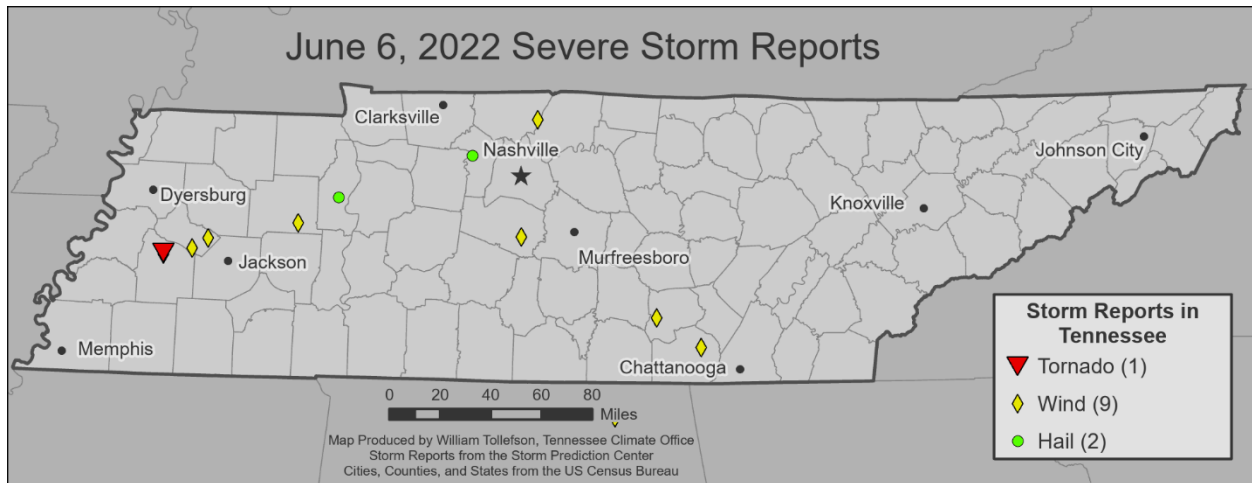 June 6, 2022 Severe Storm Reports
Clarksville
Nashville
Johnson City
Dyersburg
Knoxville
Murfreesboro
Jackson
Memphis
Chattanooga
Storm Reports in
Tennessee
Tornado (1)
Wind (9)
Hail (2)
0 20 40 60 80
Miles
Map Produced by William Tollefson, Tennessee Climate Office
Storm Reports from the Storm Prediction Center
Cities, Counties, and States from the US Census Bureau